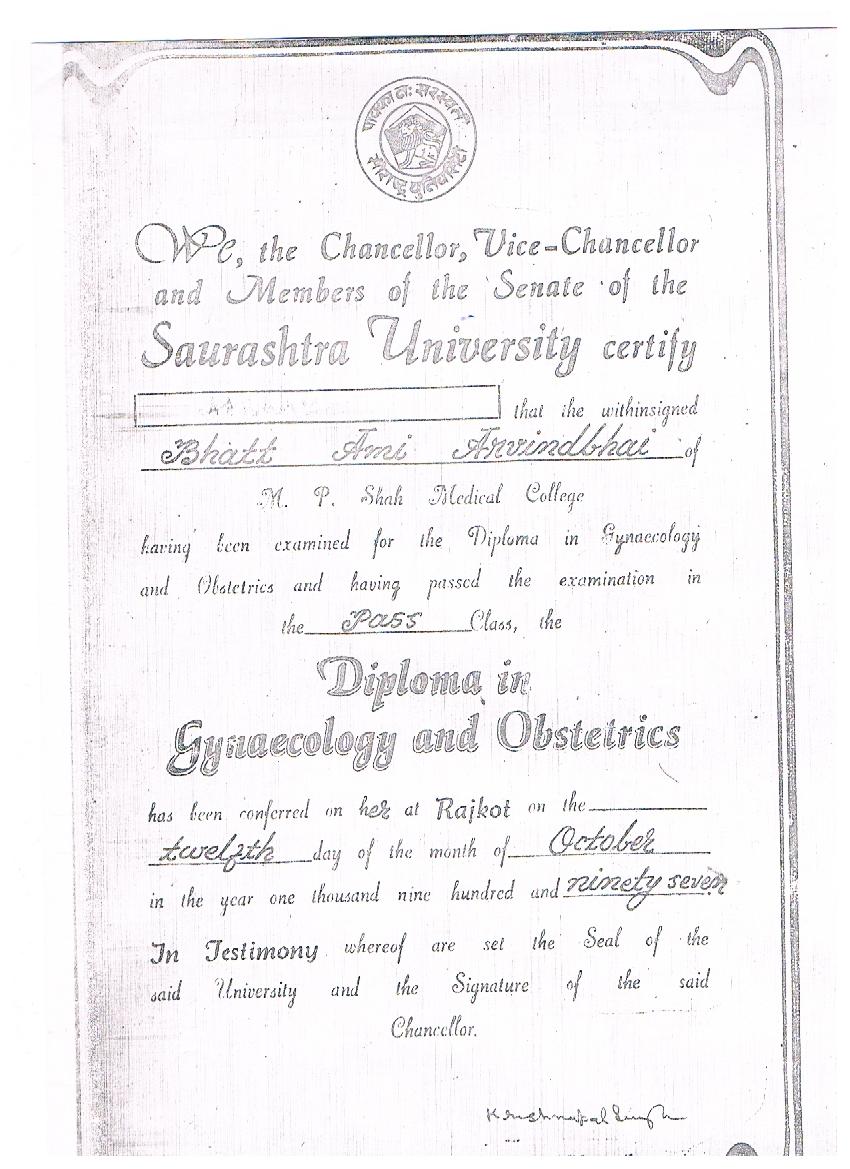 पावका नः सरस्वती
सौराष्ट्र युनिवर्सिटी
We, the Chancellor, Vice-Chancellor
and Members of the Senate of the
Saurashtra University certify
that the withinsigned
Bhatt Ami Arvindbhai of
M. P. Shah Medical College
having been examined for the Diploma in Gynaecology
and Obstetrics and having passed the examination in
the Pass Class, the
Diploma in
Gynaecology and Obstetrics
has been conferred on her at Rajkot on the
twelfth day of the month of October
in the year one thousand nine hundred and ninety seven
In Testimony whereof are set the Seal of the
said University and the Signature of the said
Chancellor.
Krushnapal Singh